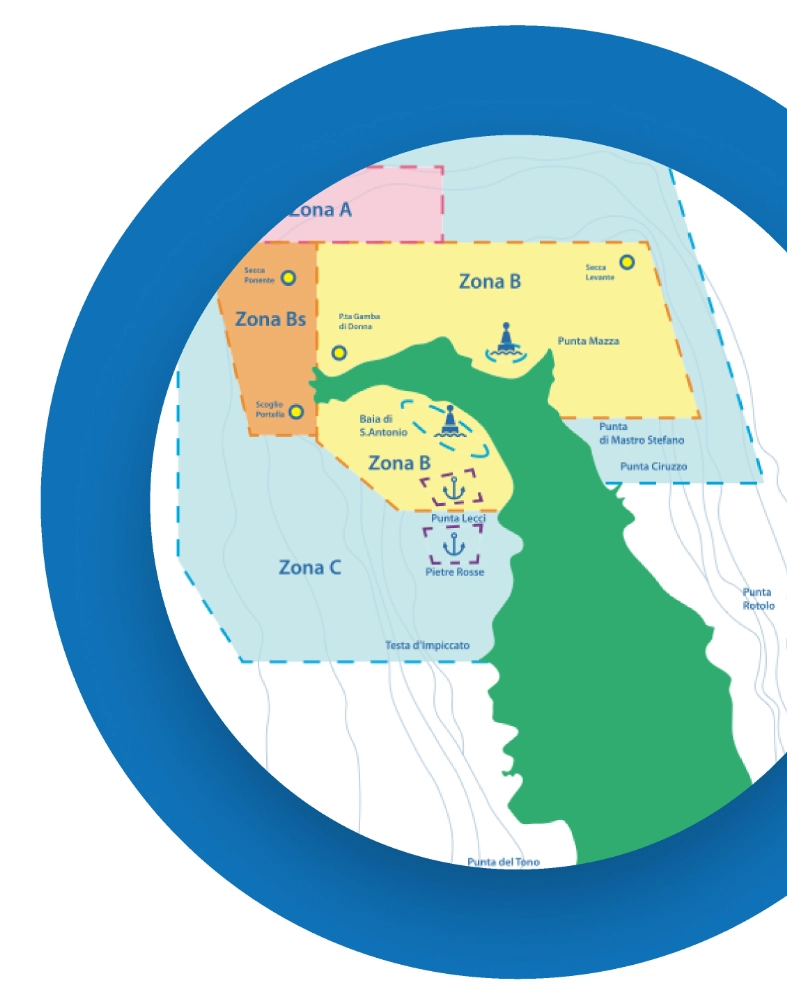 Zona A
Secca
Ponente
Zona B
Secca
Levante
Zona Bs
P.ta Gamba
di Donna
Punta Mazza
Scoglio
Portella
Baia di
S.Antonio
Punta
di Mastro Stefano
Zona B
Punta Ciruzzo
Punta Lecci
Zona C
Pietre Rosse
Punta
Rotolo
Testa d'Impiccato
Punta del Tono